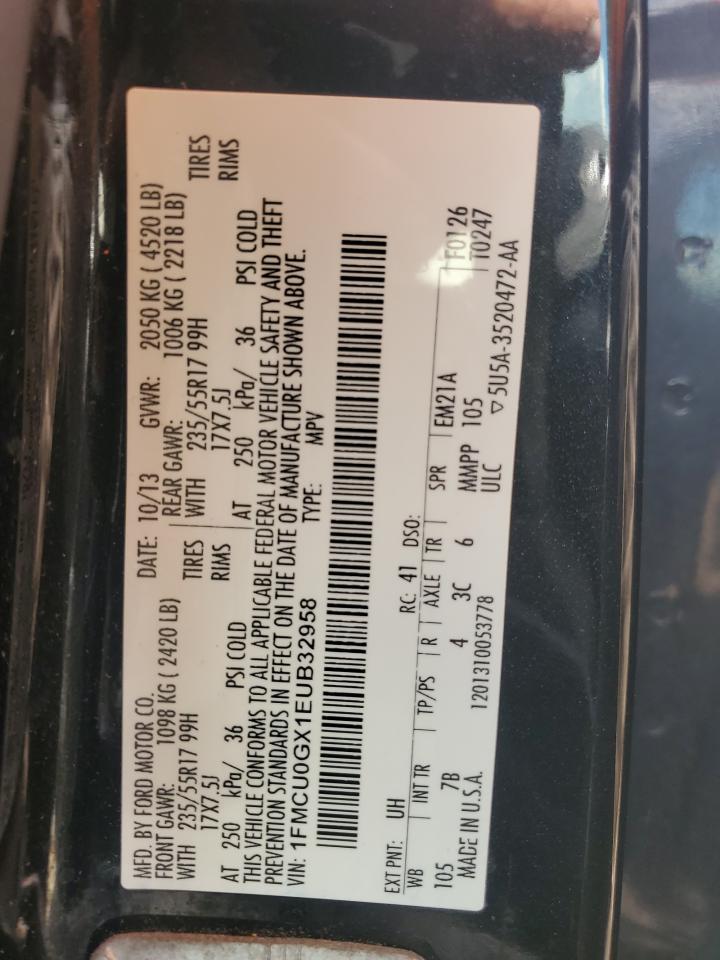 MFD. BY FORD MOTOR CO.
DATE: 10/13 GVWR: 2050 KG ( 4520 LB)
FRONT GAWR: 1098 KG ( 2420 LB) REAR GAWR: 1006 KG ( 2218 LB)
WITH 235/55R17 99H TIRES WITH 235/55R17 99H TIRES
17X7.5J RIMS 17X7.5J RIMS
AT 250 kPa/ 36 PSI COLD AT 250 kPa/ 36 PSI COLD
THIS VEHICLE CONFORMS TO ALL APPLICABLE FEDERAL MOTOR VEHICLE SAFETY AND THEFT
PREVENTION STANDARDS IN EFFECT ON THE DATE OF MANUFACTURE SHOWN ABOVE.
VIN: 1FMCU0GX1EUB32958 TYPE: MPV
EXT PNT: UH RC: 41 DSO:
WB INT TR TP/PS R AXLE TR SPR EM21A F0126
105 7B 4 3C 6 MMPP 105 T0247
ULC
MADE IN U.S.A. 1201310053778 ▽ 5U5A-3520472-AA